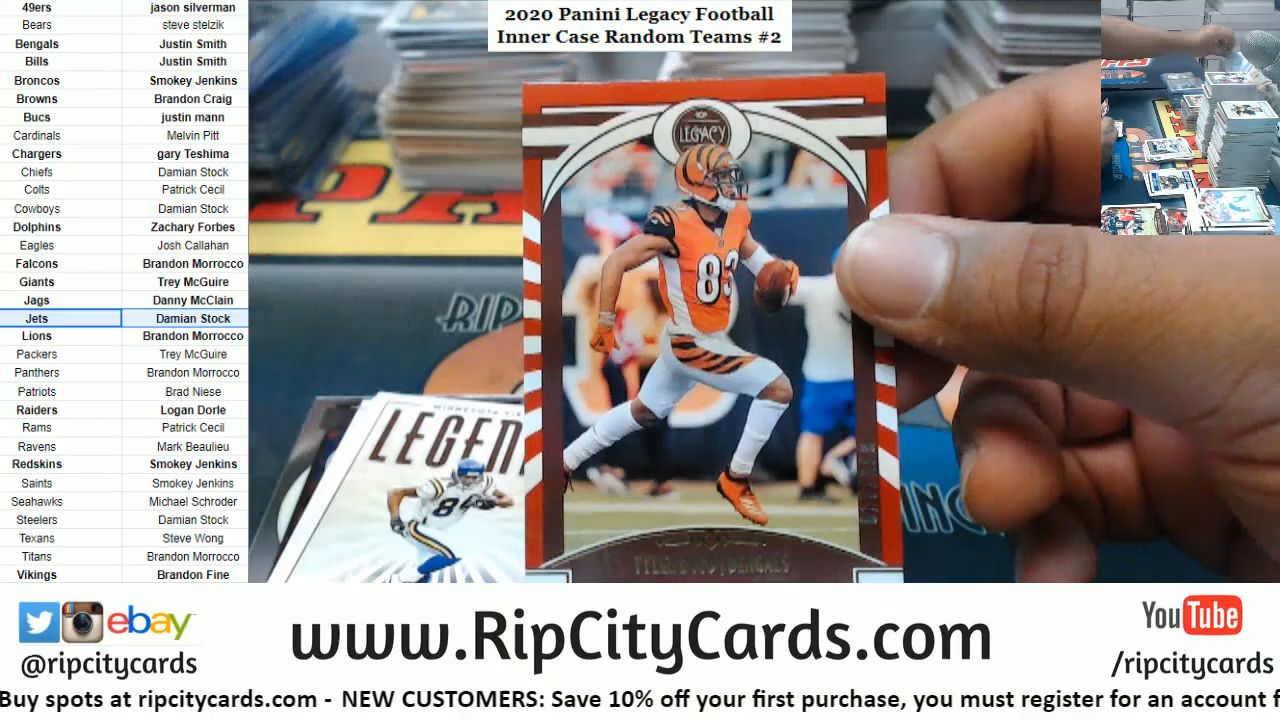 2020 Panini Legacy Football
Inner Case Random Teams #2
49ers jason silverman
Bears steve stelzik
Bengals Justin Smith
Bills Justin Smith
Broncos Smokey Jenkins
Browns Brandon Craig
Bucs justin mann
Cardinals Melvin Pitt
Chargers gary Teshima
Chiefs Damian Stock
Colts Patrick Cecil
Cowboys Damian Stock
Dolphins Zachary Forbes
Eagles Josh Callahan
Falcons Brandon Morrocco
Giants Trey McGuire
Jags Danny McClain
Jets Damian Stock
Lions Brandon Morrocco
Packers Trey McGuire
Panthers Brandon Morrocco
Patriots Brad Niese
Raiders Logan Dorle
Rams Patrick Cecil
Ravens Mark Beaulieu
Redskins Smokey Jenkins
Saints Smokey Jenkins
Seahawks Michael Schroder
Steelers Damian Stock
Texans Steve Wong
Titans Brandon Morrocco
Vikings Brandon Fine
LEGACY
83
TYLER BOYD | BENGALS
RIP
LEGEN
ebay
@ripcitycards
www.RipCityCards.com
YouTube
/ripcitycards
Buy spots at ripcitycards.com - NEW CUSTOMERS: Save 10% off your first purchase, you must register for an account f